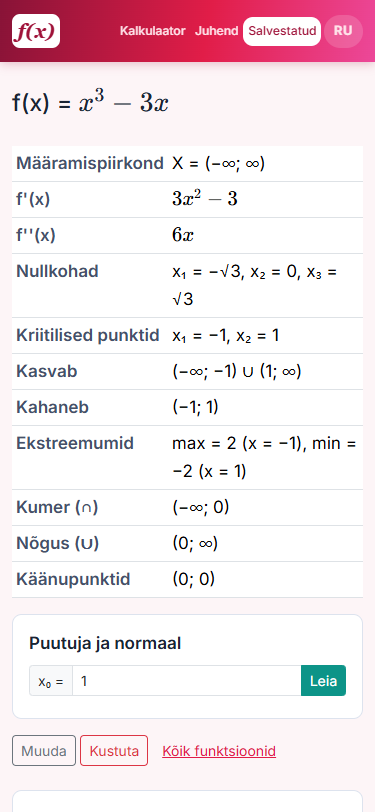 f(x)
Kalkulaator Juhend Salvestatud RU
f(x) = x³ − 3x
Määramispiirkond X = (−∞; ∞)
f'(x) 3x² − 3
f''(x) 6x
Nullkohad x₁ = −√3, x₂ = 0, x₃ =
√3
Kriitilised punktid x₁ = −1, x₂ = 1
Kasvab (−∞; −1) ∪ (1; ∞)
Kahaneb (−1; 1)
Ekstreemumid max = 2 (x = −1), min =
−2 (x = 1)
Kumer (∩) (−∞; 0)
Nõgus (∪) (0; ∞)
Käänupunktid (0; 0)
Puutuja ja normaal
x₀ = 1 Leia
Muuda Kustuta Kõik funktsioonid